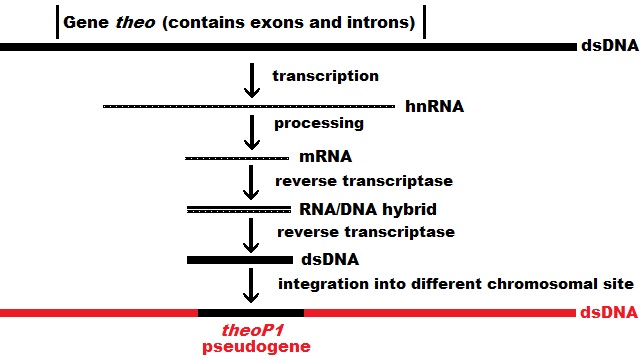 Gene theo (contains exons and introns)
dsDNA
transcription
hnRNA
processing
mRNA
reverse transcriptase
RNA/DNA hybrid
reverse transcriptase
dsDNA
integration into different chromosomal site
dsDNA
theoP1
pseudogene